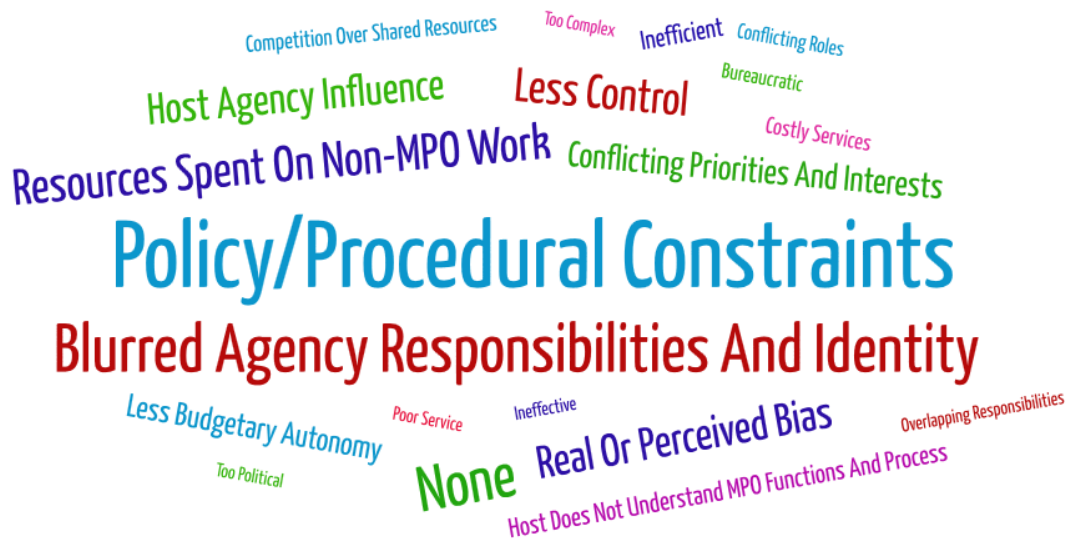 Competition Over Shared Resources
Too Complex
Inefficient
Conflicting Roles
Bureaucratic
Host Agency Influence
Less Control
Costly Services
Resources Spent On Non-MPO Work
Conflicting Priorities And Interests
Policy/Procedural Constraints
Blurred Agency Responsibilities And Identity
Less Budgetary Autonomy
Poor Service
Ineffective
Real Or Perceived Bias
Overlapping Responsibilities
Too Political
None
Host Does Not Understand MPO Functions And Process